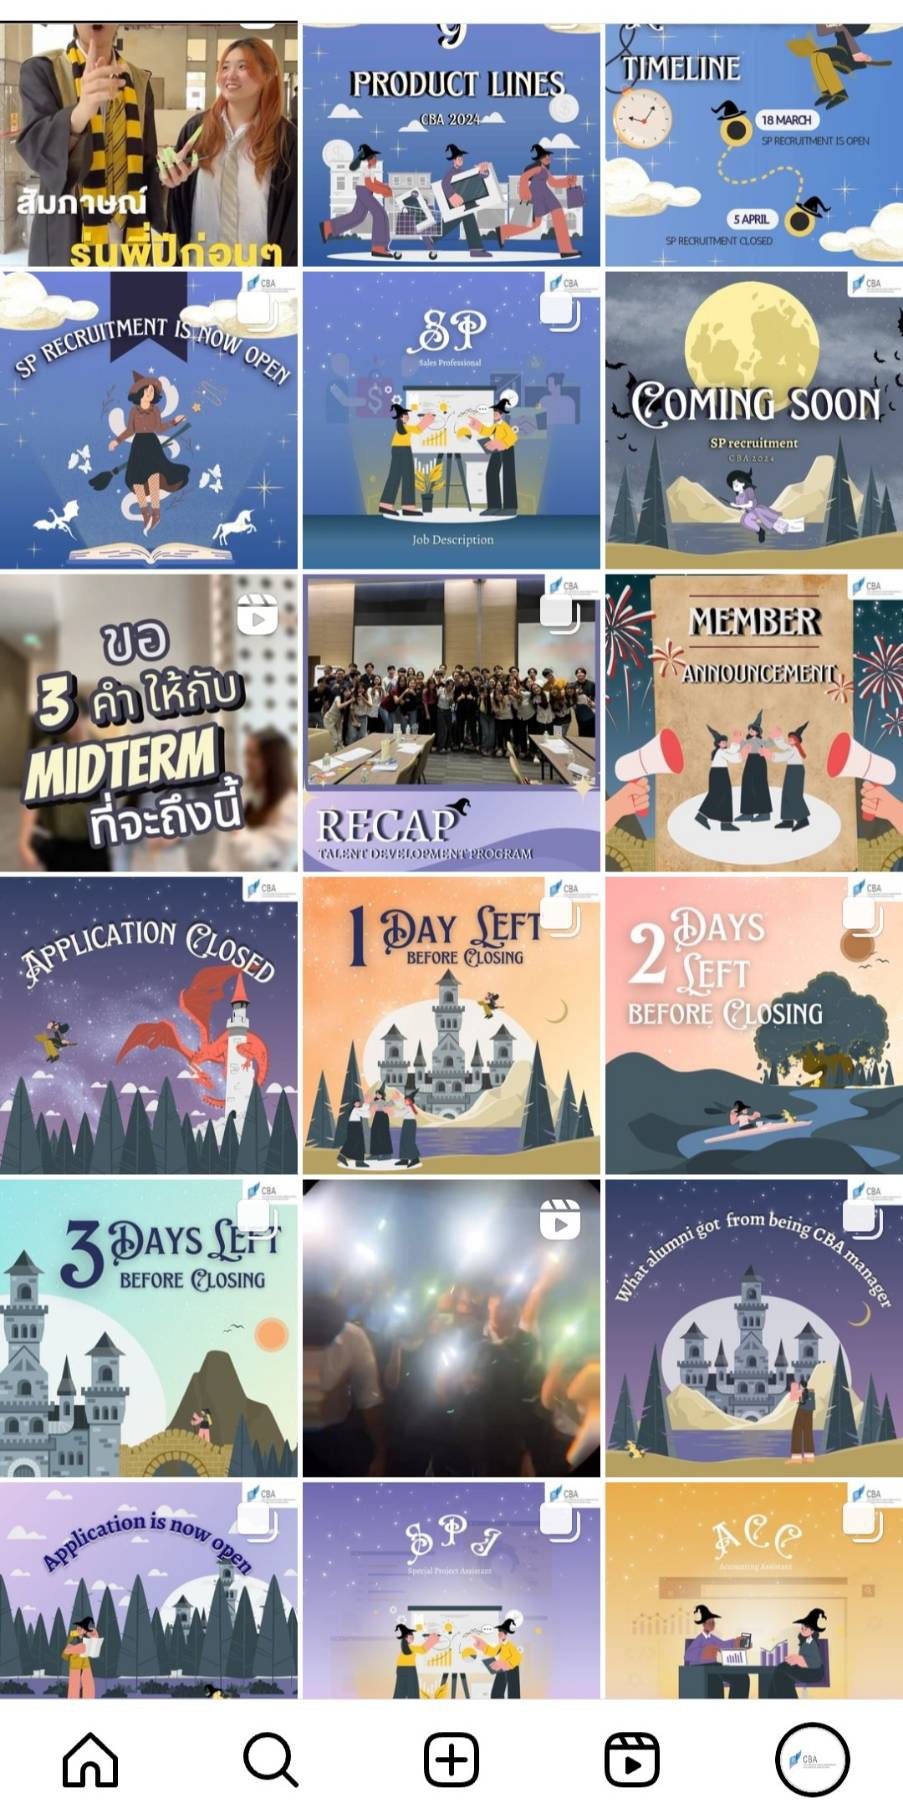 สัมภาษณ์
รุ่นพี่ปีก่อนๆ
9
PRODUCT LINES
CBA 2024
TIMELINE
18 MARCH
SP RECRUITMENT IS OPEN
5 APRIL
SP RECRUITMENT CLOSED
CBA
SP RECRUITMENT IS NOW OPEN
CBA
SP
Sales Professional
Job Description
CBA
COMING SOON
SP recruitment
CBA 2024
ขอ
3 คำ ให้กับ
MIDTERM
ที่จะถึงนี้
CBA
RECAP
TALENT DEVELOPMENT PROGRAM
CBA
MEMBER
ANNOUNCEMENT
CBA
APPLICATION CLOSED
CBA
1 DAY LEFT
BEFORE CLOSING
CBA
2 DAYS
LEFT
BEFORE CLOSING
CBA
3 DAYS LEFT
BEFORE CLOSING
CBA
What alumni got from being CBA manager
CBA
Application is now open
CBA
SPJ
Special Project Assistant
CBA
ACC
Accounting Assistant
CBA